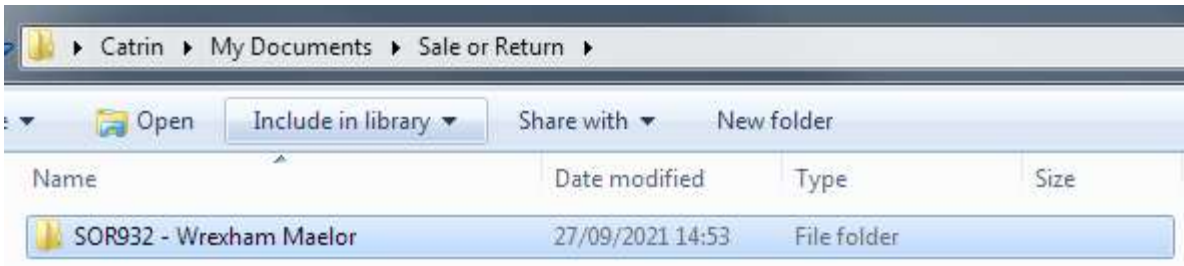 Catrin ▸ My Documents ▸ Sale or Return ▸
Open Include in library ▾ Share with ▾ New folder
Name Date modified Type Size
SOR932 - Wrexham Maelor 27/09/2021 14:53 File folder